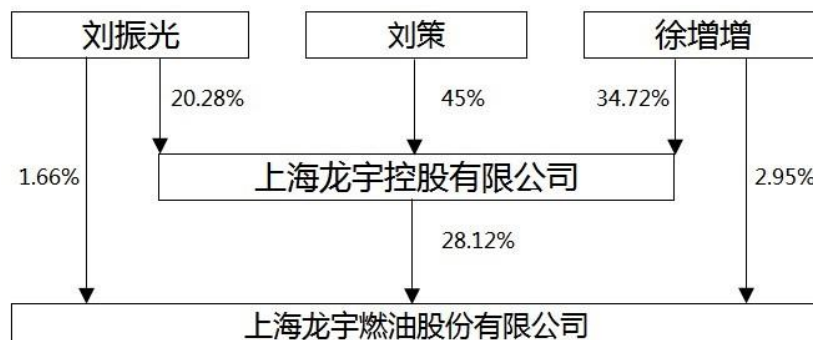 刘振光
刘策
徐增增
20.28%
45%
34.72%
1.66%
上海龙宇控股有限公司
2.95%
28.12%
上海龙宇燃油股份有限公司